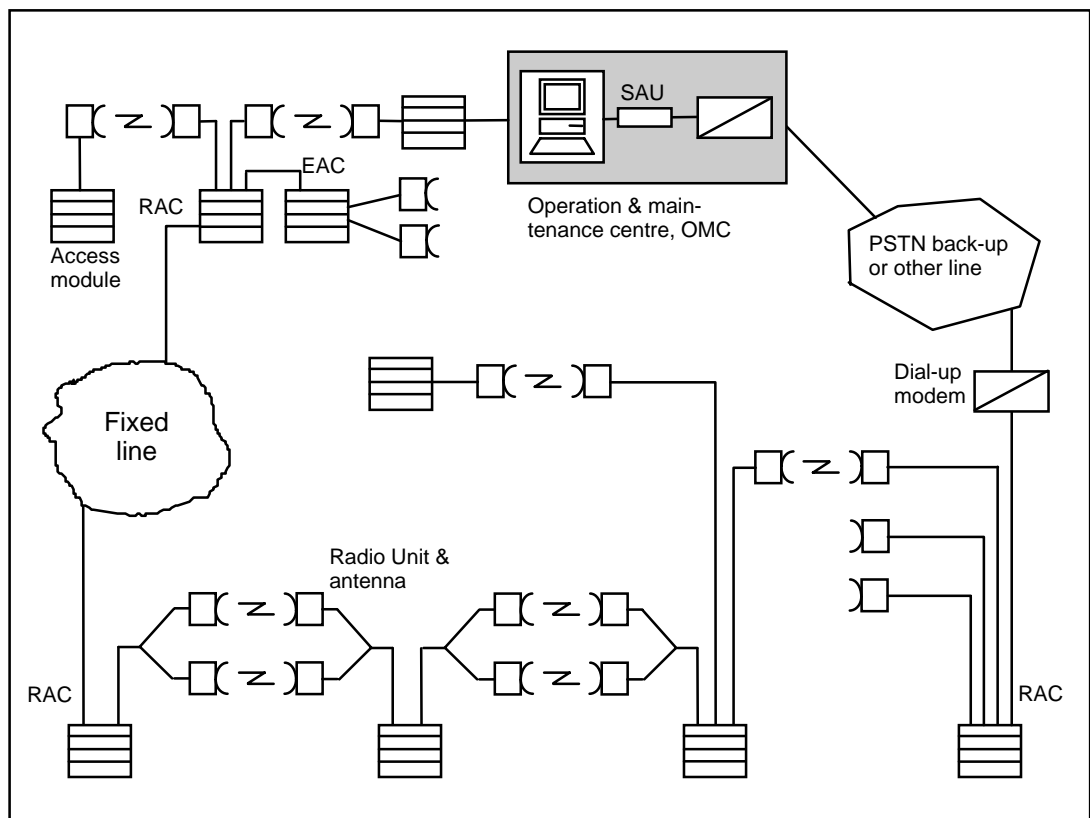 SAU
EAC
RAC
Operation & main-
tenance centre, OMC
Access
module
PSTN back-up
or other line
Dial-up
modem
Fixed
line
Radio Unit &
antenna
RAC
RAC